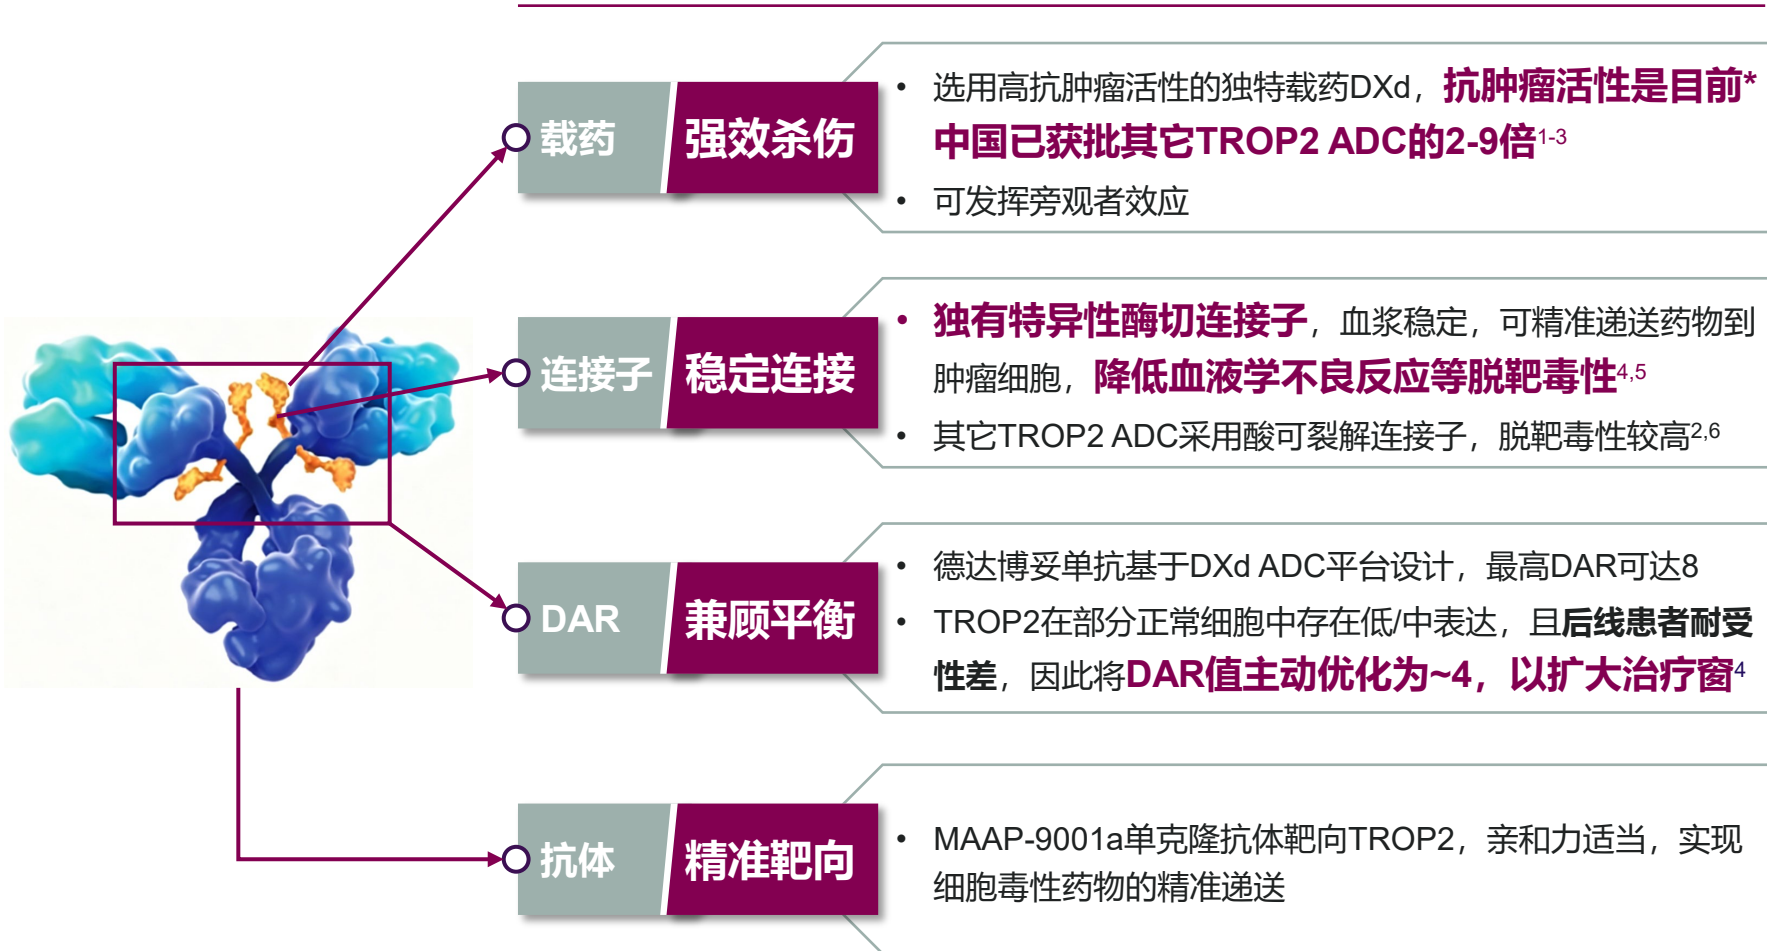 载药
强效杀伤
• 选用高抗肿瘤活性的独特载药DXd，抗肿瘤活性是目前*
中国已获批其它TROP2 ADC的2-9倍1-3
• 可发挥旁观者效应
连接子
稳定连接
• 独有特异性酶切连接子，血浆稳定，可精准递送药物到
肿瘤细胞，降低血液学不良反应等脱靶毒性4,5
• 其它TROP2 ADC采用酸可裂解连接子，脱靶毒性较高2,6
DAR
兼顾平衡
• 德达博妥单抗基于DXd ADC平台设计，最高DAR可达8
• TROP2在部分正常细胞中存在低/中表达，且后线患者耐受
性差，因此将DAR值主动优化为~4，以扩大治疗窗4
抗体
精准靶向
• MAAP-9001a单克隆抗体靶向TROP2，亲和力适当，实现
细胞毒性药物的精准递送